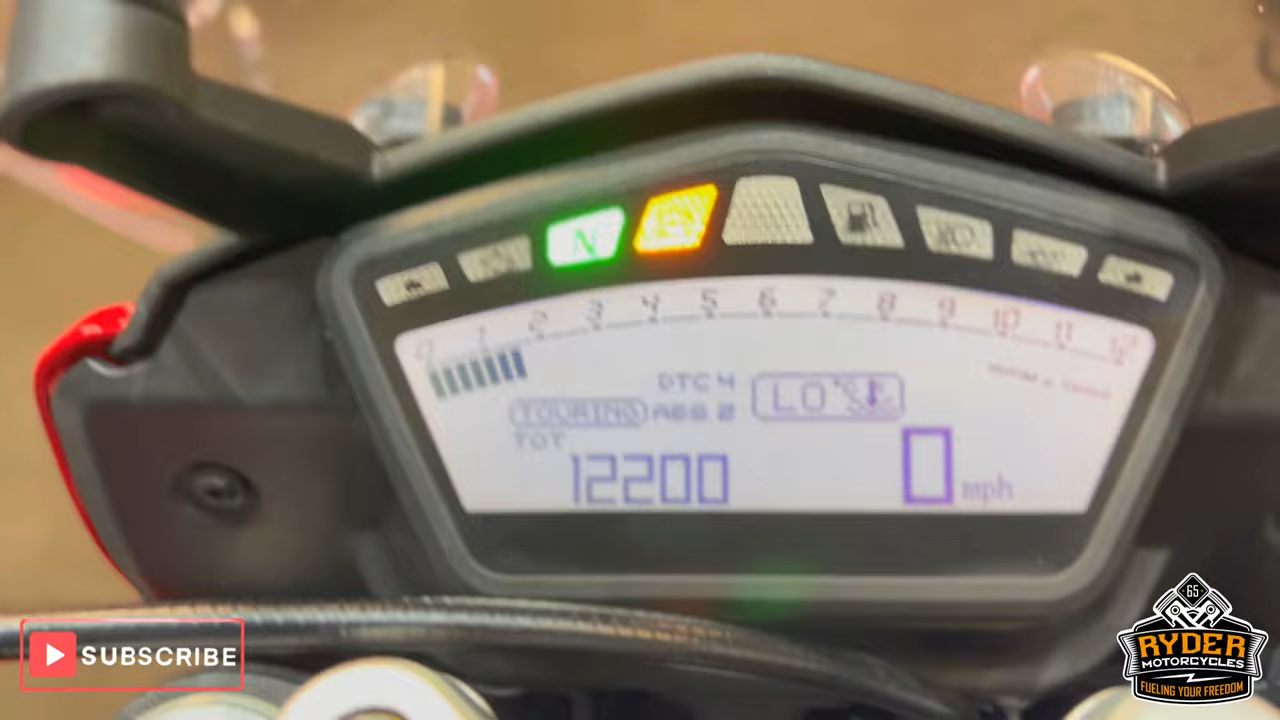 N
0 1 2 3 4 5 6 7 8 9 10 11 12
DTC 4
LO °C
TOURING ABS 2
TOT
12200
0 mph
SUBSCRIBE
65
RYDER
MOTORCYCLES
FUELING YOUR FREEDOM